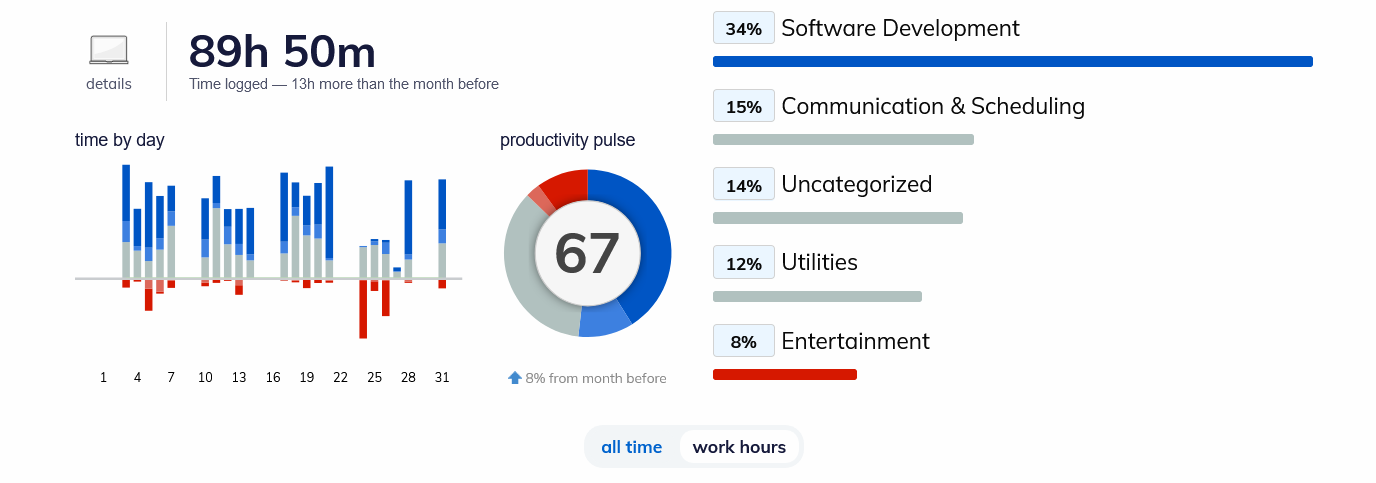 89h 50m
details
Time logged — 13h more than the month before
time by day
1 4 7 10 13 16 19 22 25 28 31
productivity pulse
67
8% from month before
34% Software Development
15% Communication & Scheduling
14% Uncategorized
12% Utilities
8% Entertainment
all time work hours